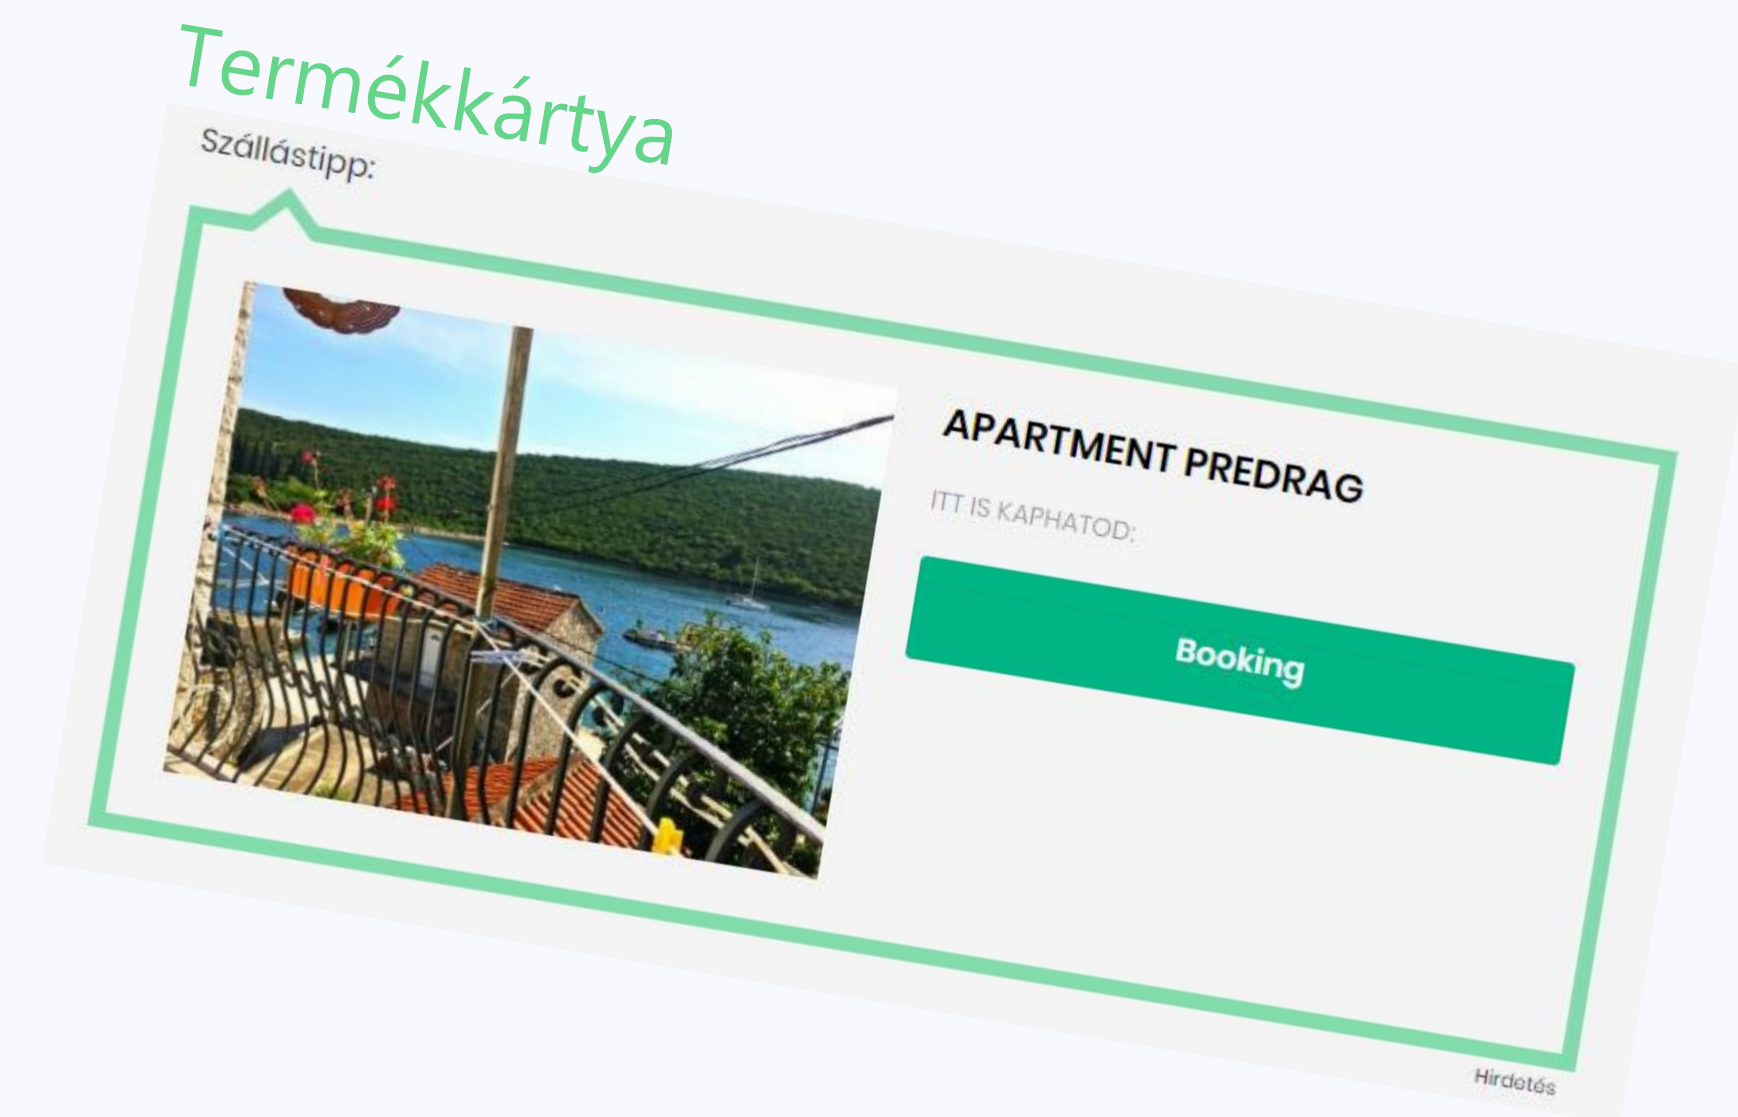 Termékkártya
Szállástipp:
APARTMENT PREDRAG
ITT IS KAPHATOD:
Booking
Hirdetés